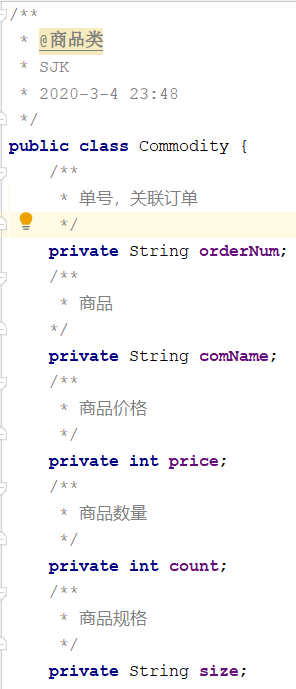 /**
 * @商品类
 * SJK
 * 2020-3-4 23:48
 */
public class Commodity {
    /**
     * 单号，关联订单
     */
    private String orderNum;
    /**
     * 商品
    */
    private String comName;
    /**
     * 商品价格
     */
    private int price;
    /**
     * 商品数量
     */
    private int count;
    /**
     * 商品规格
     */
    private String size;